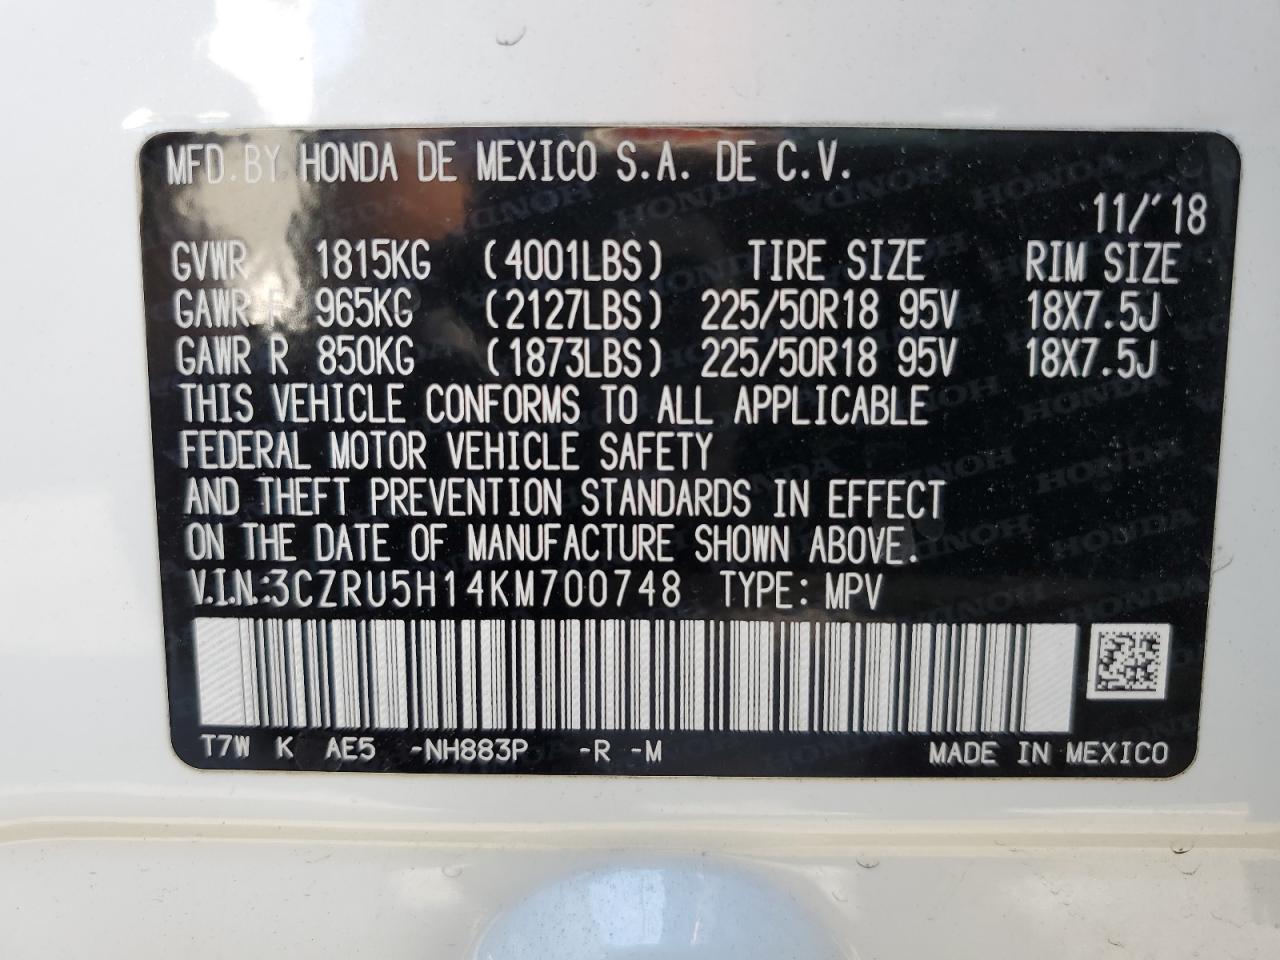 MFD. BY HONDA DE MEXICO S.A. DE C.V.
11/'18
GVWR 1815KG (4001LBS) TIRE SIZE RIM SIZE
GAWR F 965KG (2127LBS) 225/50R18 95V 18X7.5J
GAWR R 850KG (1873LBS) 225/50R18 95V 18X7.5J
THIS VEHICLE CONFORMS TO ALL APPLICABLE
FEDERAL MOTOR VEHICLE SAFETY
AND THEFT PREVENTION STANDARDS IN EFFECT
ON THE DATE OF MANUFACTURE SHOWN ABOVE.
V.I.N.:3CZRU5H14KM700748 TYPE: MPV
T7W K AE5 -NH883P -R -M MADE IN MEXICO